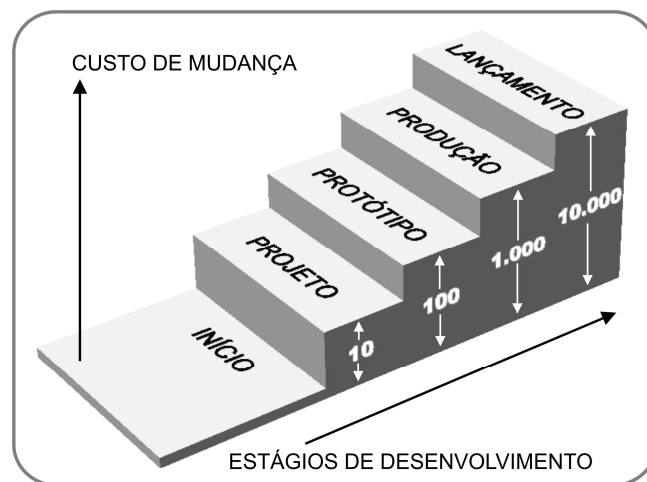 CUSTO DE MUDANÇA
LANÇAMENTO
PRODUÇÃO
PROTÓTIPO
PROJETO
INÍCIO
10
100
1.000
10.000
ESTÁGIOS DE DESENVOLVIMENTO